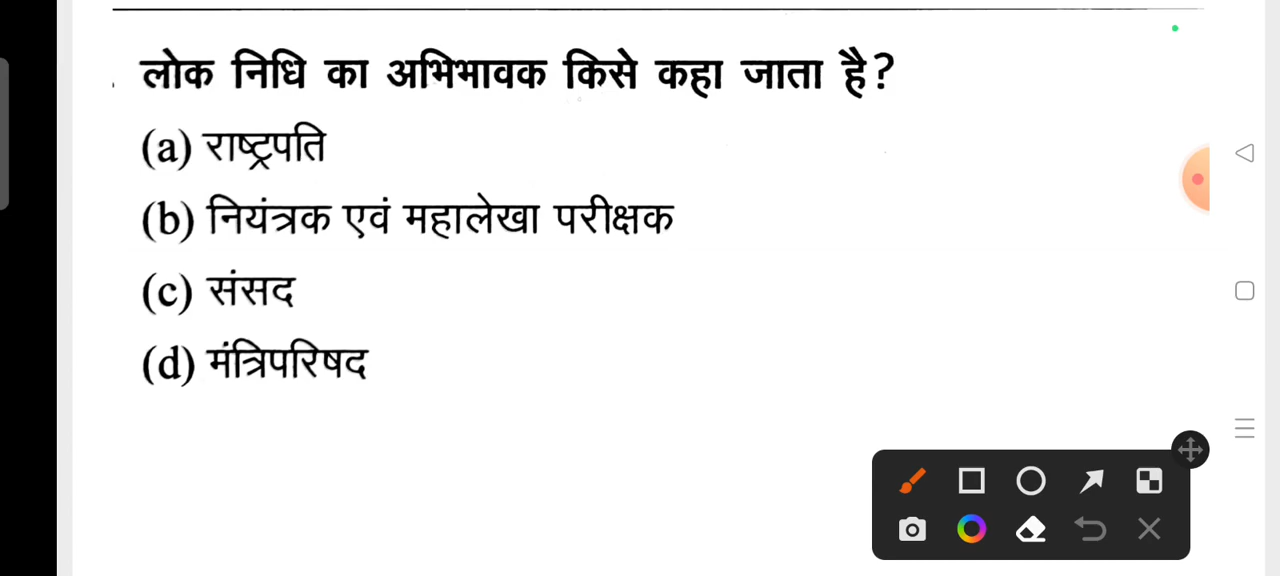 लोक निधि का अभिभावक किसे कहा जाता है?
(a) राष्ट्रपति
(b) नियंत्रक एवं महालेखा परीक्षक
(c) संसद
(d) मंत्रिपरिषद